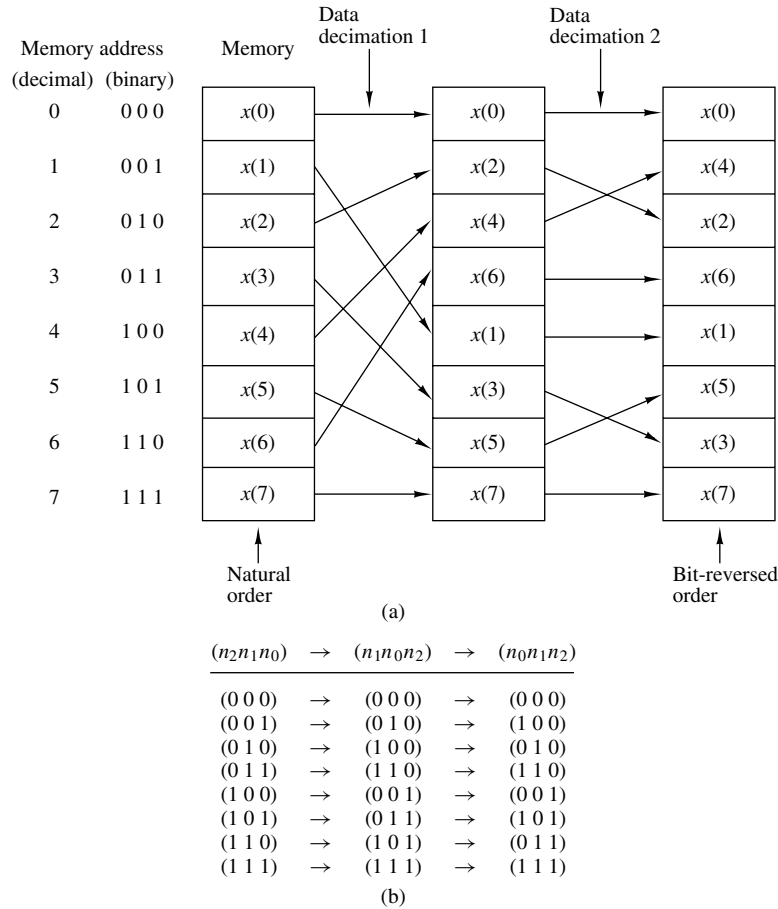 Data
decimation 1
Data
decimation 2
Memory address
Memory
(decimal) (binary)
0 0 0 0 x(0) x(0) x(0)
1 0 0 1 x(1) x(2) x(4)
2 0 1 0 x(2) x(4) x(2)
3 0 1 1 x(3) x(6) x(6)
4 1 0 0 x(4) x(1) x(1)
5 1 0 1 x(5) x(3) x(5)
6 1 1 0 x(6) x(5) x(3)
7 1 1 1 x(7) x(7) x(7)
Natural
order
Bit-reversed
order
(a)
(n₂n₁n₀) → (n₁n₀n₂) → (n₀n₁n₂)
(0 0 0) → (0 0 0) → (0 0 0)
(0 0 1) → (0 1 0) → (1 0 0)
(0 1 0) → (1 0 0) → (0 1 0)
(0 1 1) → (1 1 0) → (1 1 0)
(1 0 0) → (0 0 1) → (0 0 1)
(1 0 1) → (0 1 1) → (1 0 1)
(1 1 0) → (1 0 1) → (0 1 1)
(1 1 1) → (1 1 1) → (1 1 1)
(b)